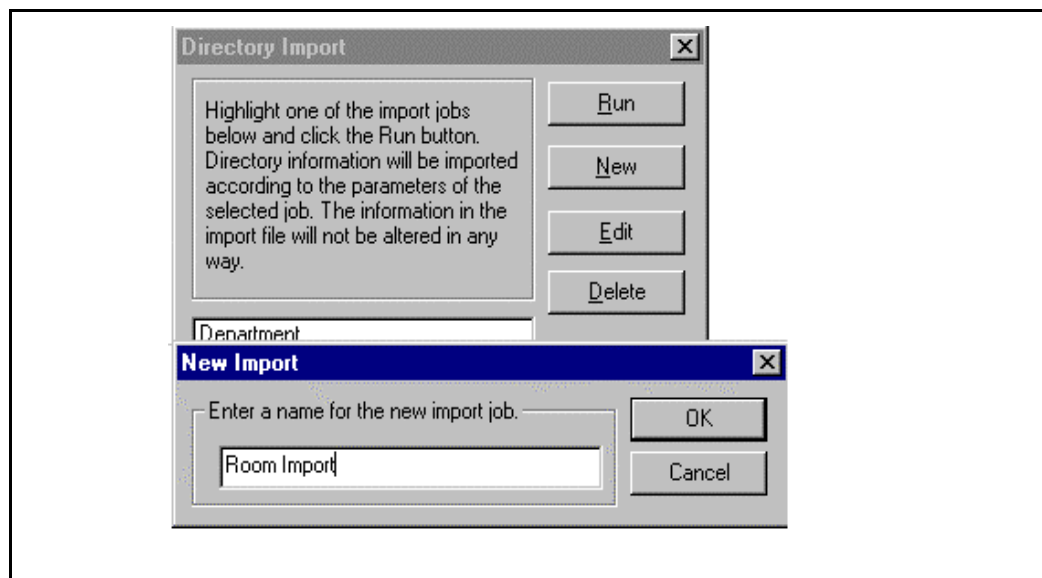 Directory Import
Highlight one of the import jobs
below and click the Run button.
Directory information will be imported
according to the parameters of the
selected job. The information in the
import file will not be altered in any
way.
Run
New
Edit
Delete
Department
New Import
Enter a name for the new import job.
Room Import
OK
Cancel